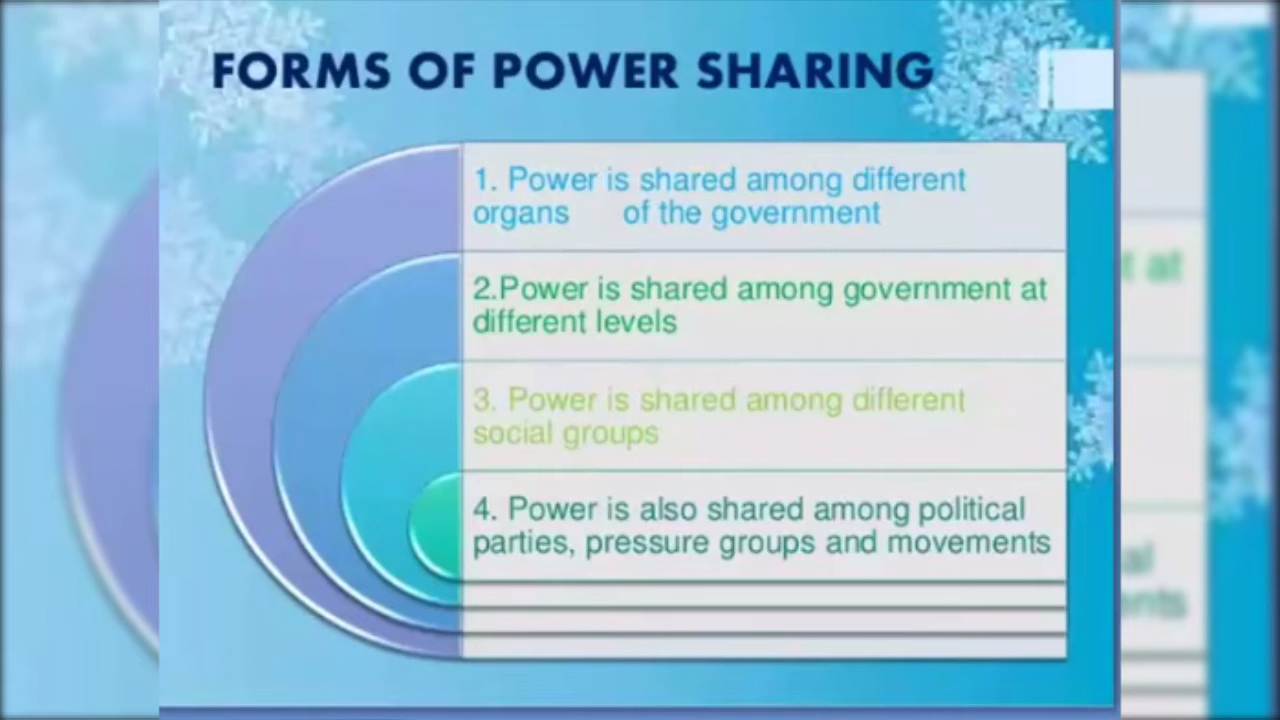 FORMS OF POWER SHARING
1. Power is shared among different
organs of the government
2.Power is shared among government at
different levels
3. Power is shared among different
social groups
4. Power is also shared among political
parties, pressure groups and movements